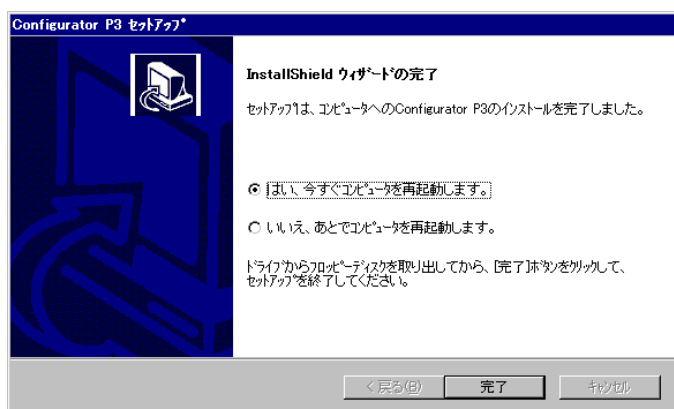 Configurator P3 ｾｯﾄｱｯﾌﾟ
InstallShield ｳｨｻﾞｰﾄﾞの完了
ｾｯﾄｱｯﾌﾟは、ｺﾝﾋﾟｭｰﾀへのConfigurator P3のｲﾝｽﾄｰﾙを完了しました。
はい、今すぐｺﾝﾋﾟｭｰﾀを再起動します。
いいえ、あとでｺﾝﾋﾟｭｰﾀを再起動します。
ﾄﾞﾗｲﾌﾞからﾌﾛｯﾋﾟｰﾃﾞｨｽｸを取り出してから、[完了]ﾎﾞﾀﾝをｸﾘｯｸして、
ｾｯﾄｱｯﾌﾟを終了してください。
< 戻る(B)
完了
ｷｬﾝｾﾙ